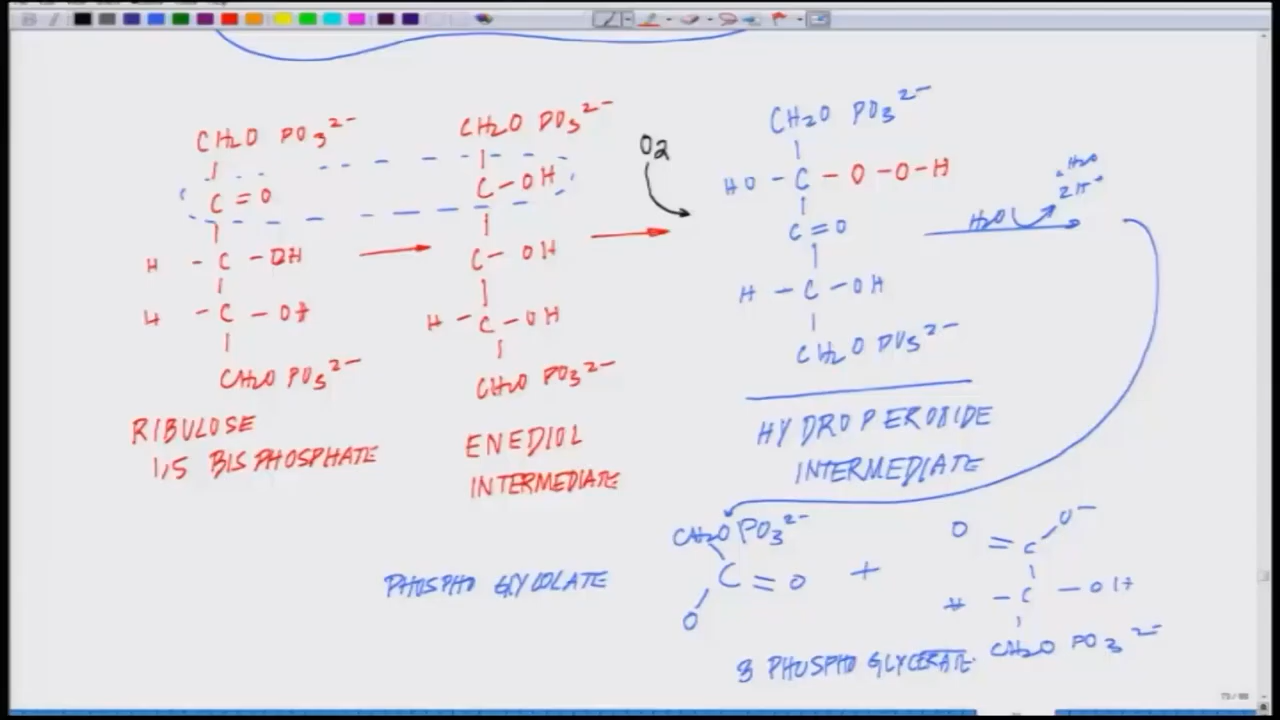 CH2O PO3 2-
C = O
H - C - OH
H - C - OH
CH2O PO3 2-
RIBULOSE
1,5 BISPHOSPHATE
CH2O PO3 2-
C - OH
C - OH
H - C - OH
CH2O PO3 2-
ENEDIOL
INTERMEDIATE
O2
CH2O PO3 2-
HO - C - O - O - H
C = O
H - C - OH
CH2O PO3 2-
HYDROPEROXIDE
INTERMEDIATE
H2O
H2O
2H+
CH2O PO3 2-
C = O
O
PHOSPHO GLYCOLATE
+
O = C O-
H - C - OH
CH2O PO3 2-
3 PHOSPHO GLYCERATE